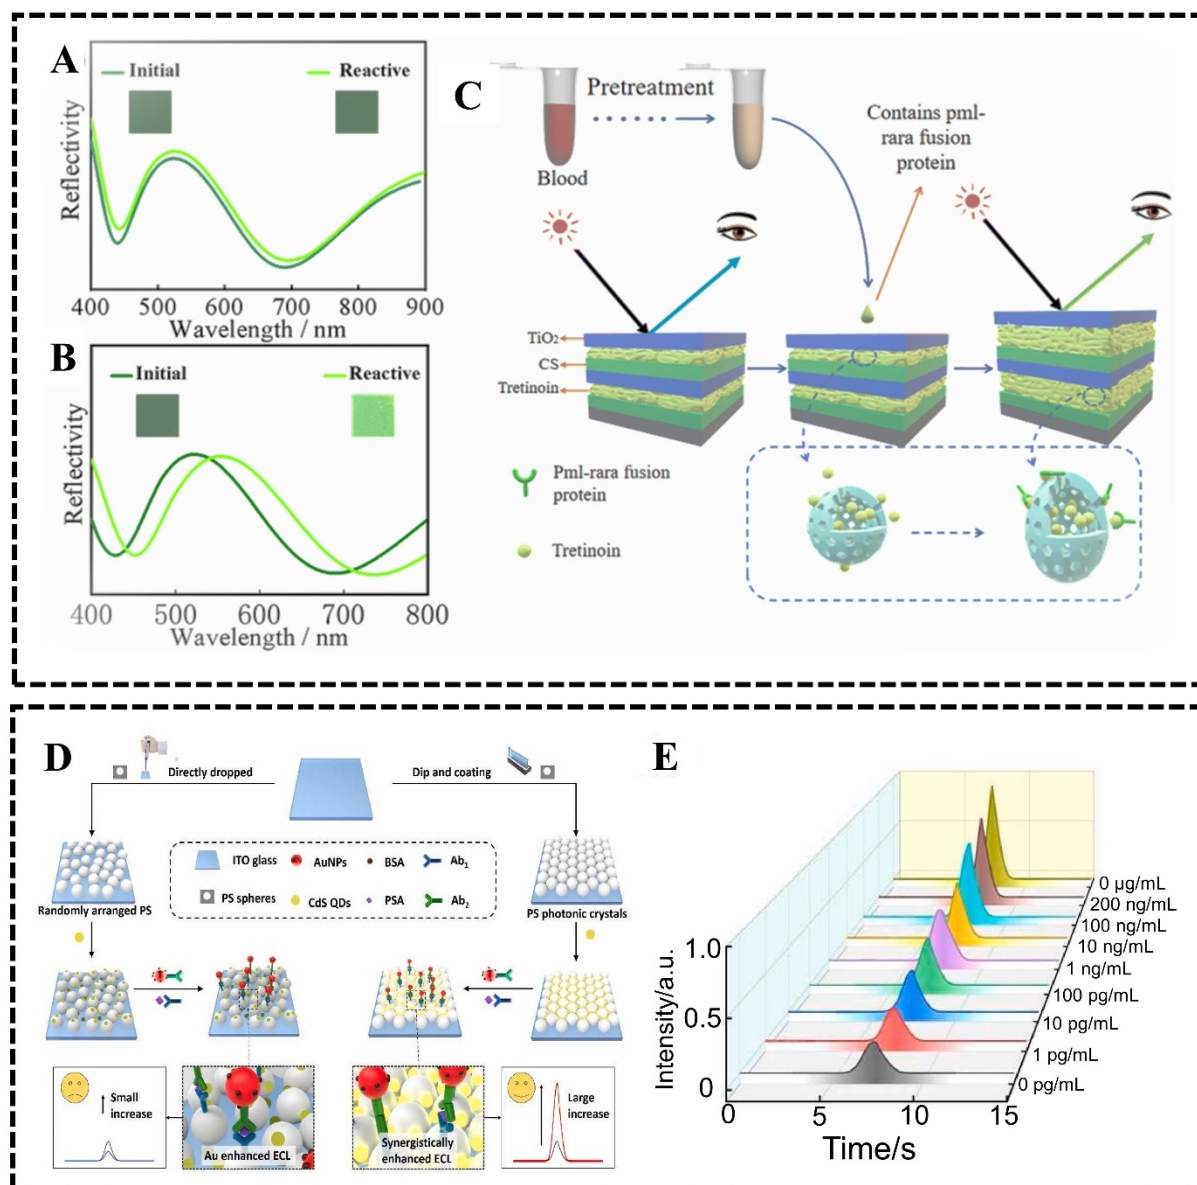 A
Initial
Reactive
Reflectivity
400 500 600 700 800 900
Wavelength / nm
B
Initial
Reactive
Reflectivity
400 500 600 700 800
Wavelength / nm
C
Pretreatment
Blood
Contains pml-
rara fusion
protein
TiO₂
CS
Tretinoin
Pml-rara fusion
protein
Tretinoin
D
Directly dropped
Dip and coating
ITO glass
AuNPs
BSA
Ab₁
PS spheres
CdS QDs
PSA
Ab₂
Randomly arranged PS
PS photonic crystals
Small
increase
Au enhanced ECL
Synergistically
enhanced ECL
Large
increase
E
Intensity/a.u.
1.0
0.5
0
0 5 10 15
Time/s
0 μg/mL
200 ng/mL
100 ng/mL
10 ng/mL
1 ng/mL
100 pg/mL
10 pg/mL
1 pg/mL
0 pg/mL